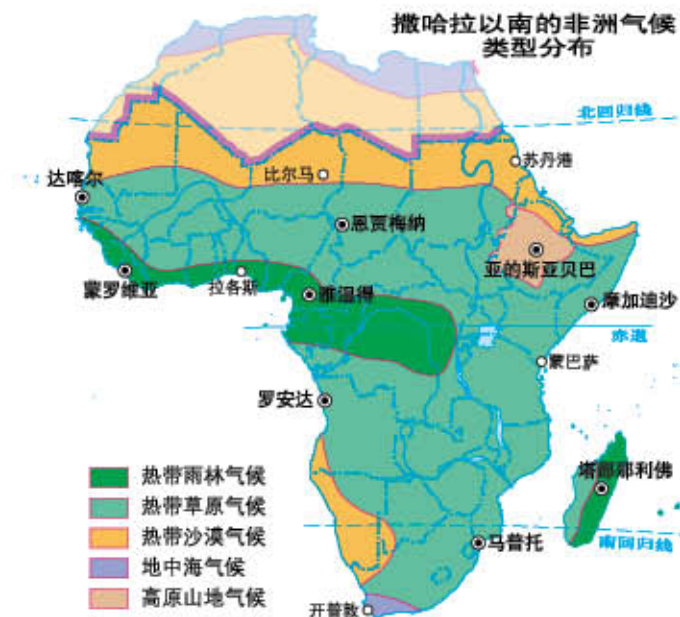 撒哈拉以南的非洲气候
类型分布
北回归线
苏丹港
达喀尔
比尔马
恩贾梅纳
亚的斯亚贝巴
蒙罗维亚
拉各斯
雅温得
摩加迪沙
赤道
蒙巴萨
罗安达
塔那那利佛
热带雨林气候
热带草原气候
热带沙漠气候
马普托
南回归线
地中海气候
高原山地气候
开普敦